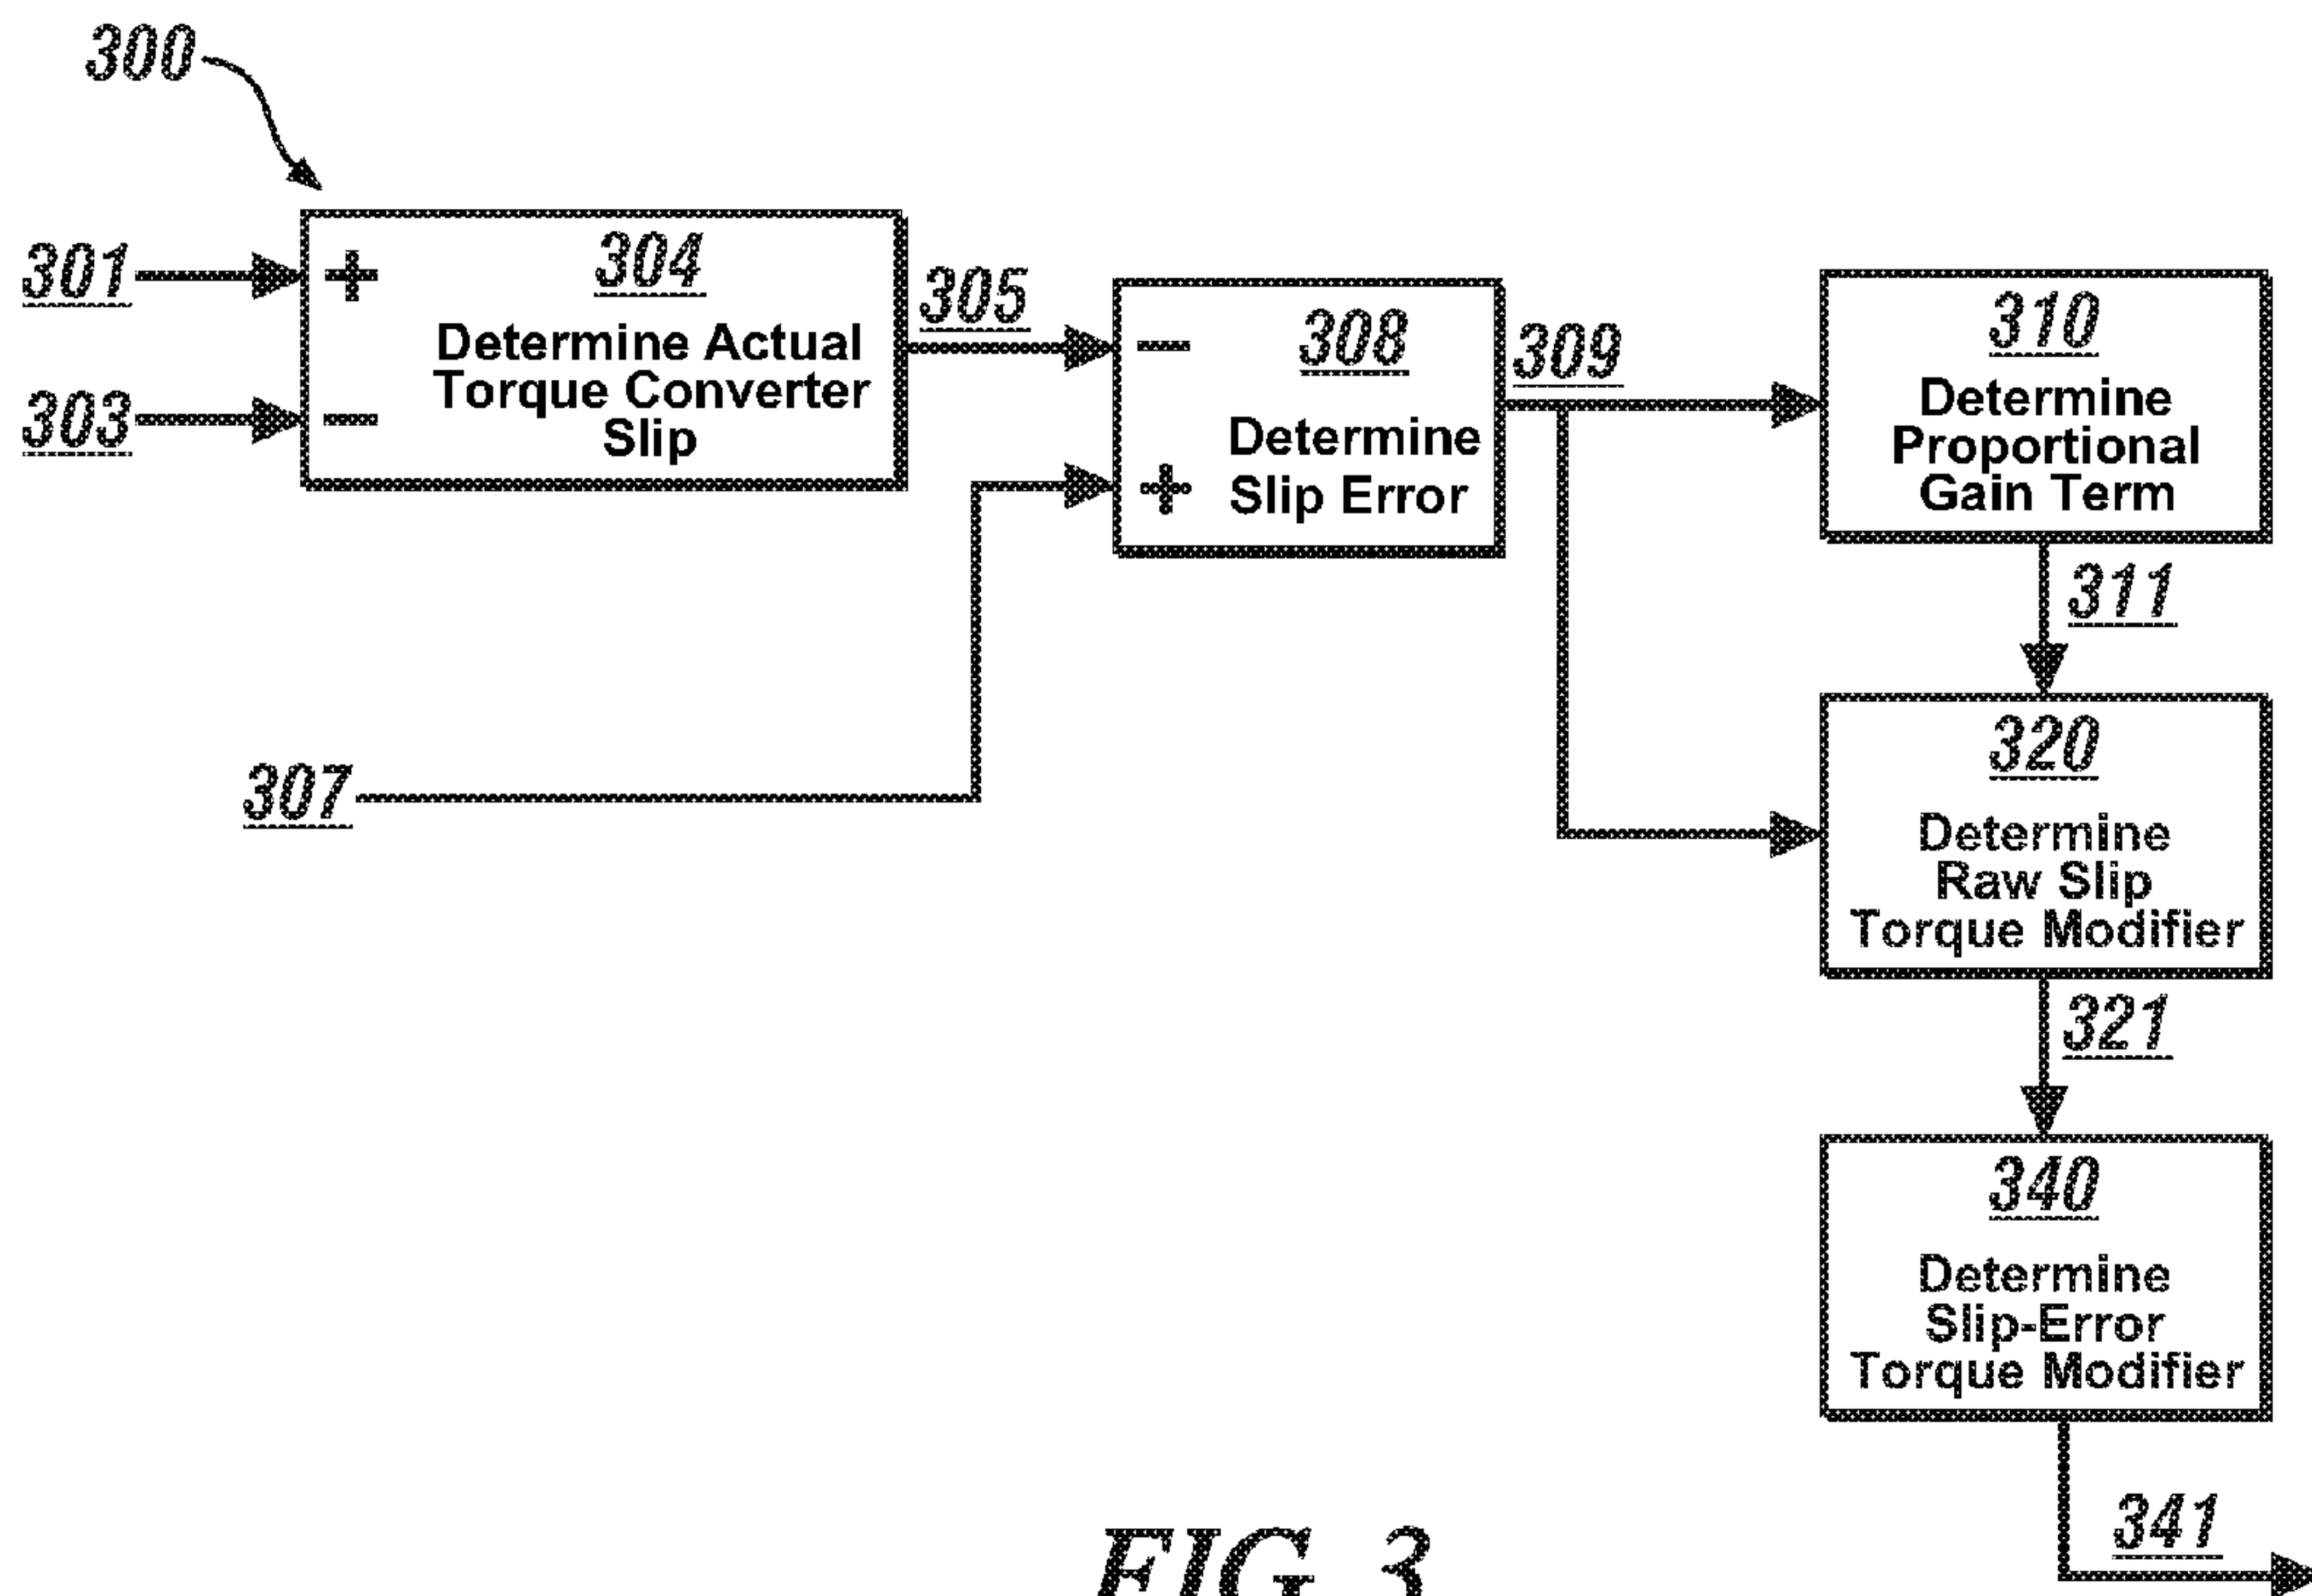 300
301
+
303
−
304
Determine Actual
Torque Converter
Slip
305
−
+
308
Determine
Slip Error
307
309
310
Determine
Proportional
Gain Term
311
320
Determine
Raw Slip
Torque Modifier
321
340
Determine
Slip-Error
Torque Modifier
341
FIG. 3